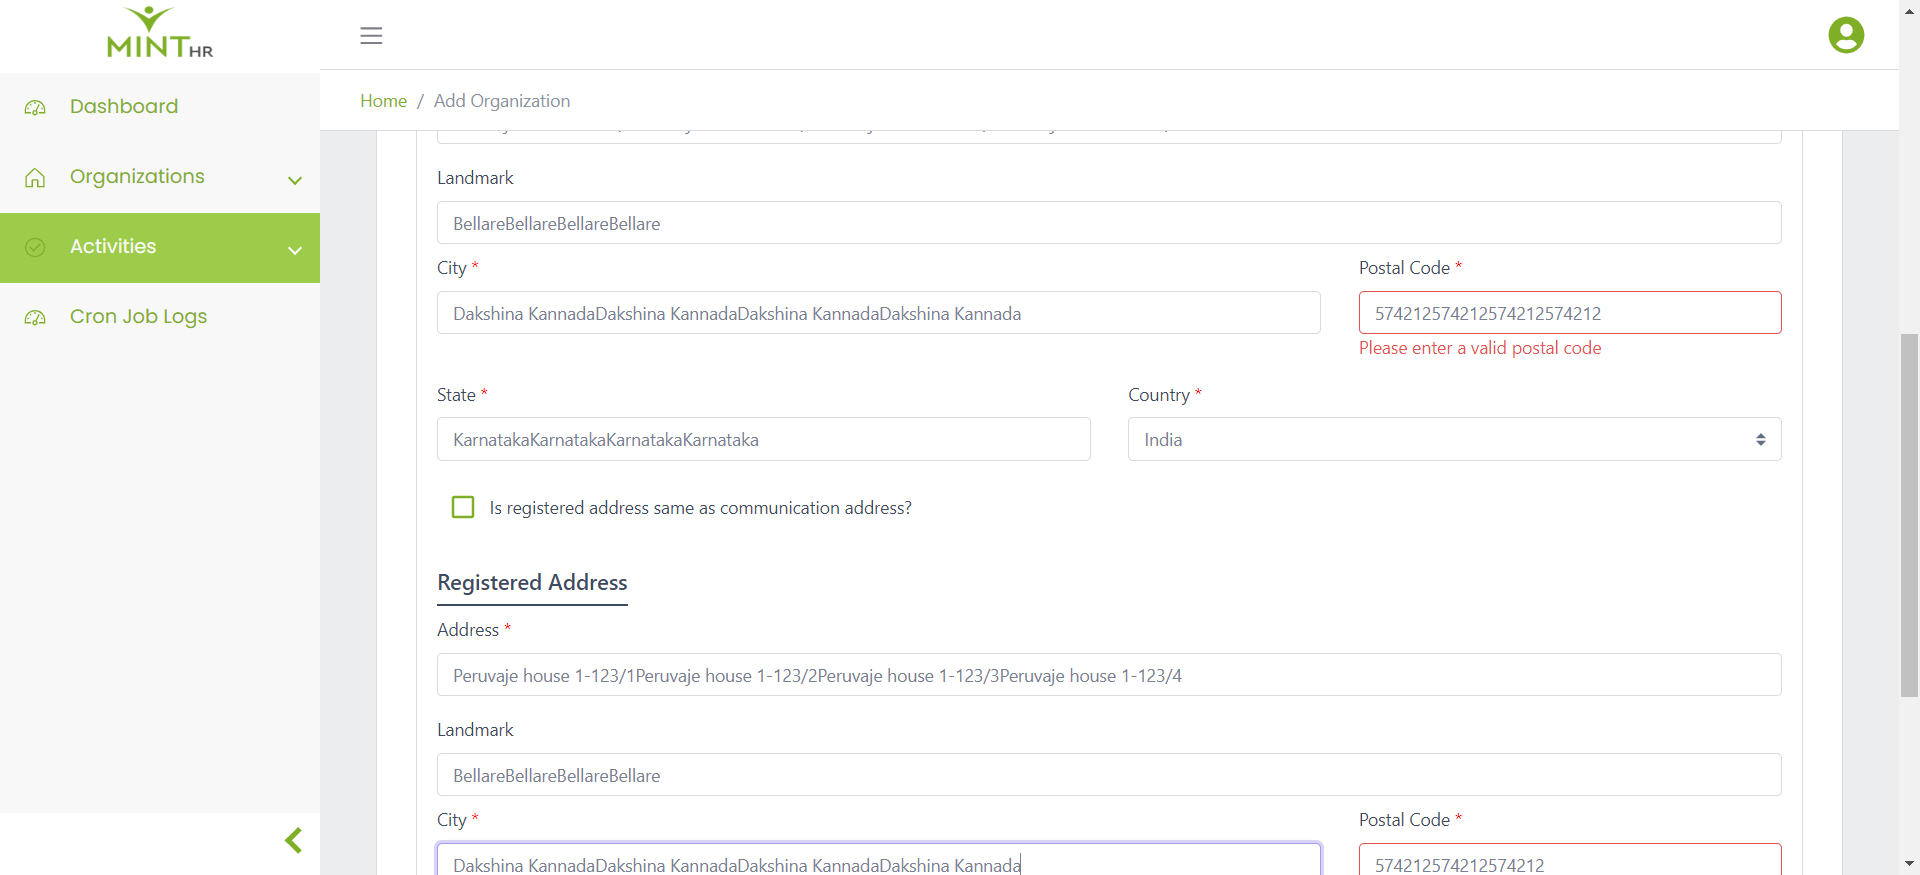 MINT HR
Dashboard
Organizations
Activities
Cron Job Logs
Home / Add Organization
Landmark
BellareBellareBellareBellare
City *
Postal Code *
Dakshina KannadaDakshina KannadaDakshina KannadaDakshina Kannada
574212574212574212574212
Please enter a valid postal code
State *
Country *
KarnatakaKarnatakaKarnatakaKarnataka
India
Is registered address same as communication address?
Registered Address
Address *
Peruvaje house 1-123/1Peruvaje house 1-123/2Peruvaje house 1-123/3Peruvaje house 1-123/4
Landmark
BellareBellareBellareBellare
City *
Postal Code *
Dakshina KannadaDakshina KannadaDakshina KannadaDakshina Kannada
574212574212574212